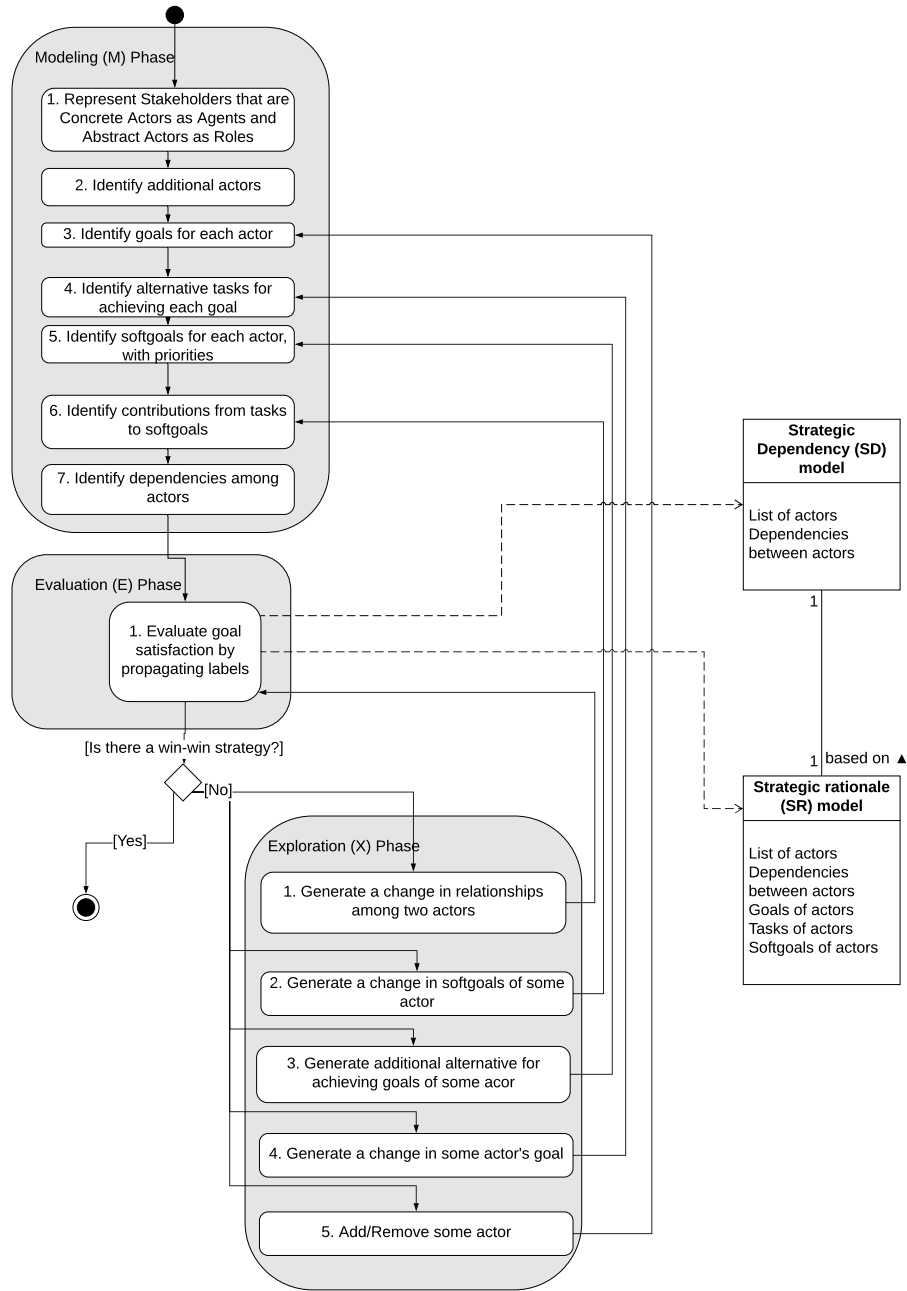 Modeling (M) Phase
1. Represent Stakeholders that are
Concrete Actors as Agents and
Abstract Actors as Roles
2. Identify additional actors
3. Identify goals for each actor
4. Identify alternative tasks for
achieving each goal
5. Identify softgoals for each actor,
with priorities
6. Identify contributions from tasks
to softgoals
7. Identify dependencies among
actors
Evaluation (E) Phase
1. Evaluate goal
satisfaction by
propagating labels
[Is there a win-win strategy?]
[No]
[Yes]
Exploration (X) Phase
1. Generate a change in relationships
among two actors
2. Generate a change in softgoals of some
actor
3. Generate additional alternative for
achieving goals of some acor
4. Generate a change in some actor's goal
5. Add/Remove some actor
Strategic
Dependency (SD)
model
List of actors
Dependencies
between actors
1
1
based on ▲
Strategic rationale
(SR) model
List of actors
Dependencies
between actors
Goals of actors
Tasks of actors
Softgoals of actors